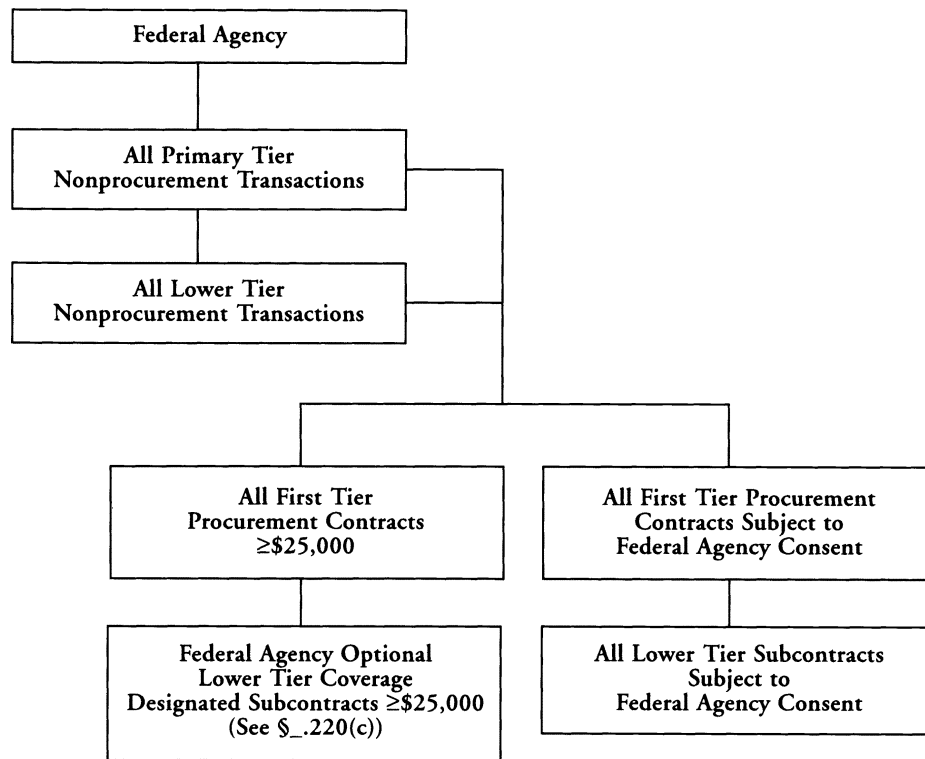 Federal Agency
All Primary Tier
Nonprocurement Transactions
All Lower Tier
Nonprocurement Transactions
All First Tier
Procurement Contracts
≥$25,000
All First Tier Procurement
Contracts Subject to
Federal Agency Consent
Federal Agency Optional
Lower Tier Coverage
Designated Subcontracts ≥$25,000
(See §_.220(c))
All Lower Tier Subcontracts
Subject to
Federal Agency Consent